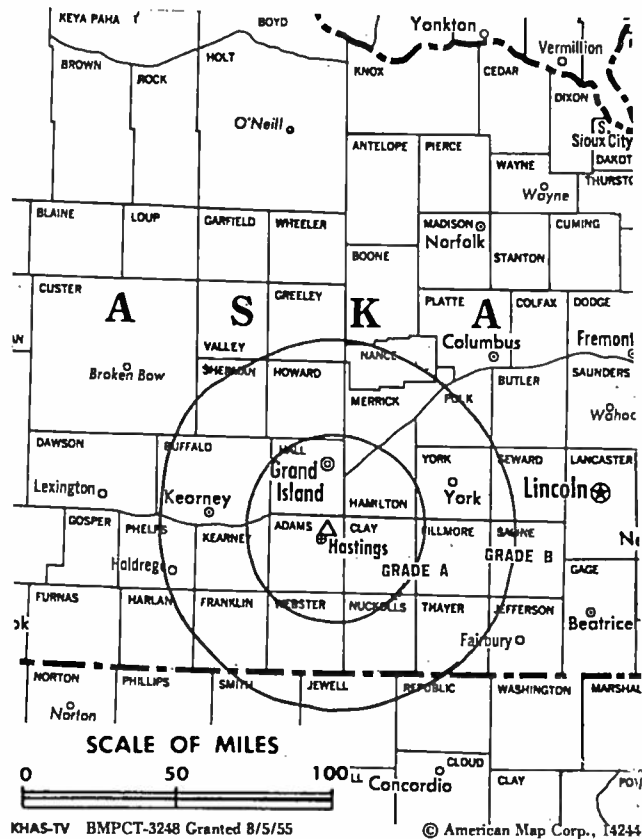 KEYA PAHA
BOYD
Yankton
Vermillion
BROWN
ROCK
HOLT
KNOX
CEDAR
DIXON
O'Neill
S. Sioux City
ANTELOPE
PIERCE
WAYNE
Wayne
DAKOT
THURSTO
BLAINE
LOUP
GARFIELD
WHEELER
MADISON
Norfolk
CUMING
BOONE
STANTON
CUSTER
GREELEY
PLATTE
COLFAX
DODGE
A S K A
VALLEY
NANCE
Columbus
Fremont
Broken Bow
SHERMAN
HOWARD
MERRICK
POLK
BUTLER
SAUNDERS
Wahoo
DAWSON
BUFFALO
HALL
YORK
SEWARD
LANCASTER
Grand
Island
Lexington
Kearney
York
Lincoln
HAMILTON
GOSPER
PHELPS
KEARNEY
ADAMS
CLAY
FILLMORE
SALINE
Hastings
Holdrege
GRADE A
GRADE B
GAGE
FURNAS
HARLAN
FRANKLIN
WEBSTER
NUCKOLLS
THAYER
JEFFERSON
Beatrice
ok
Fairbury
NORTON
PHILLIPS
SMITH
JEWELL
REPUBLIC
WASHINGTON
MARSHAL
Norton
SCALE OF MILES
CLOUD
0 50 100
LL
Concordia
CLAY
KHAS-TV BMPCT-3248 Granted 8/5/55
© American Map Corp., 14244